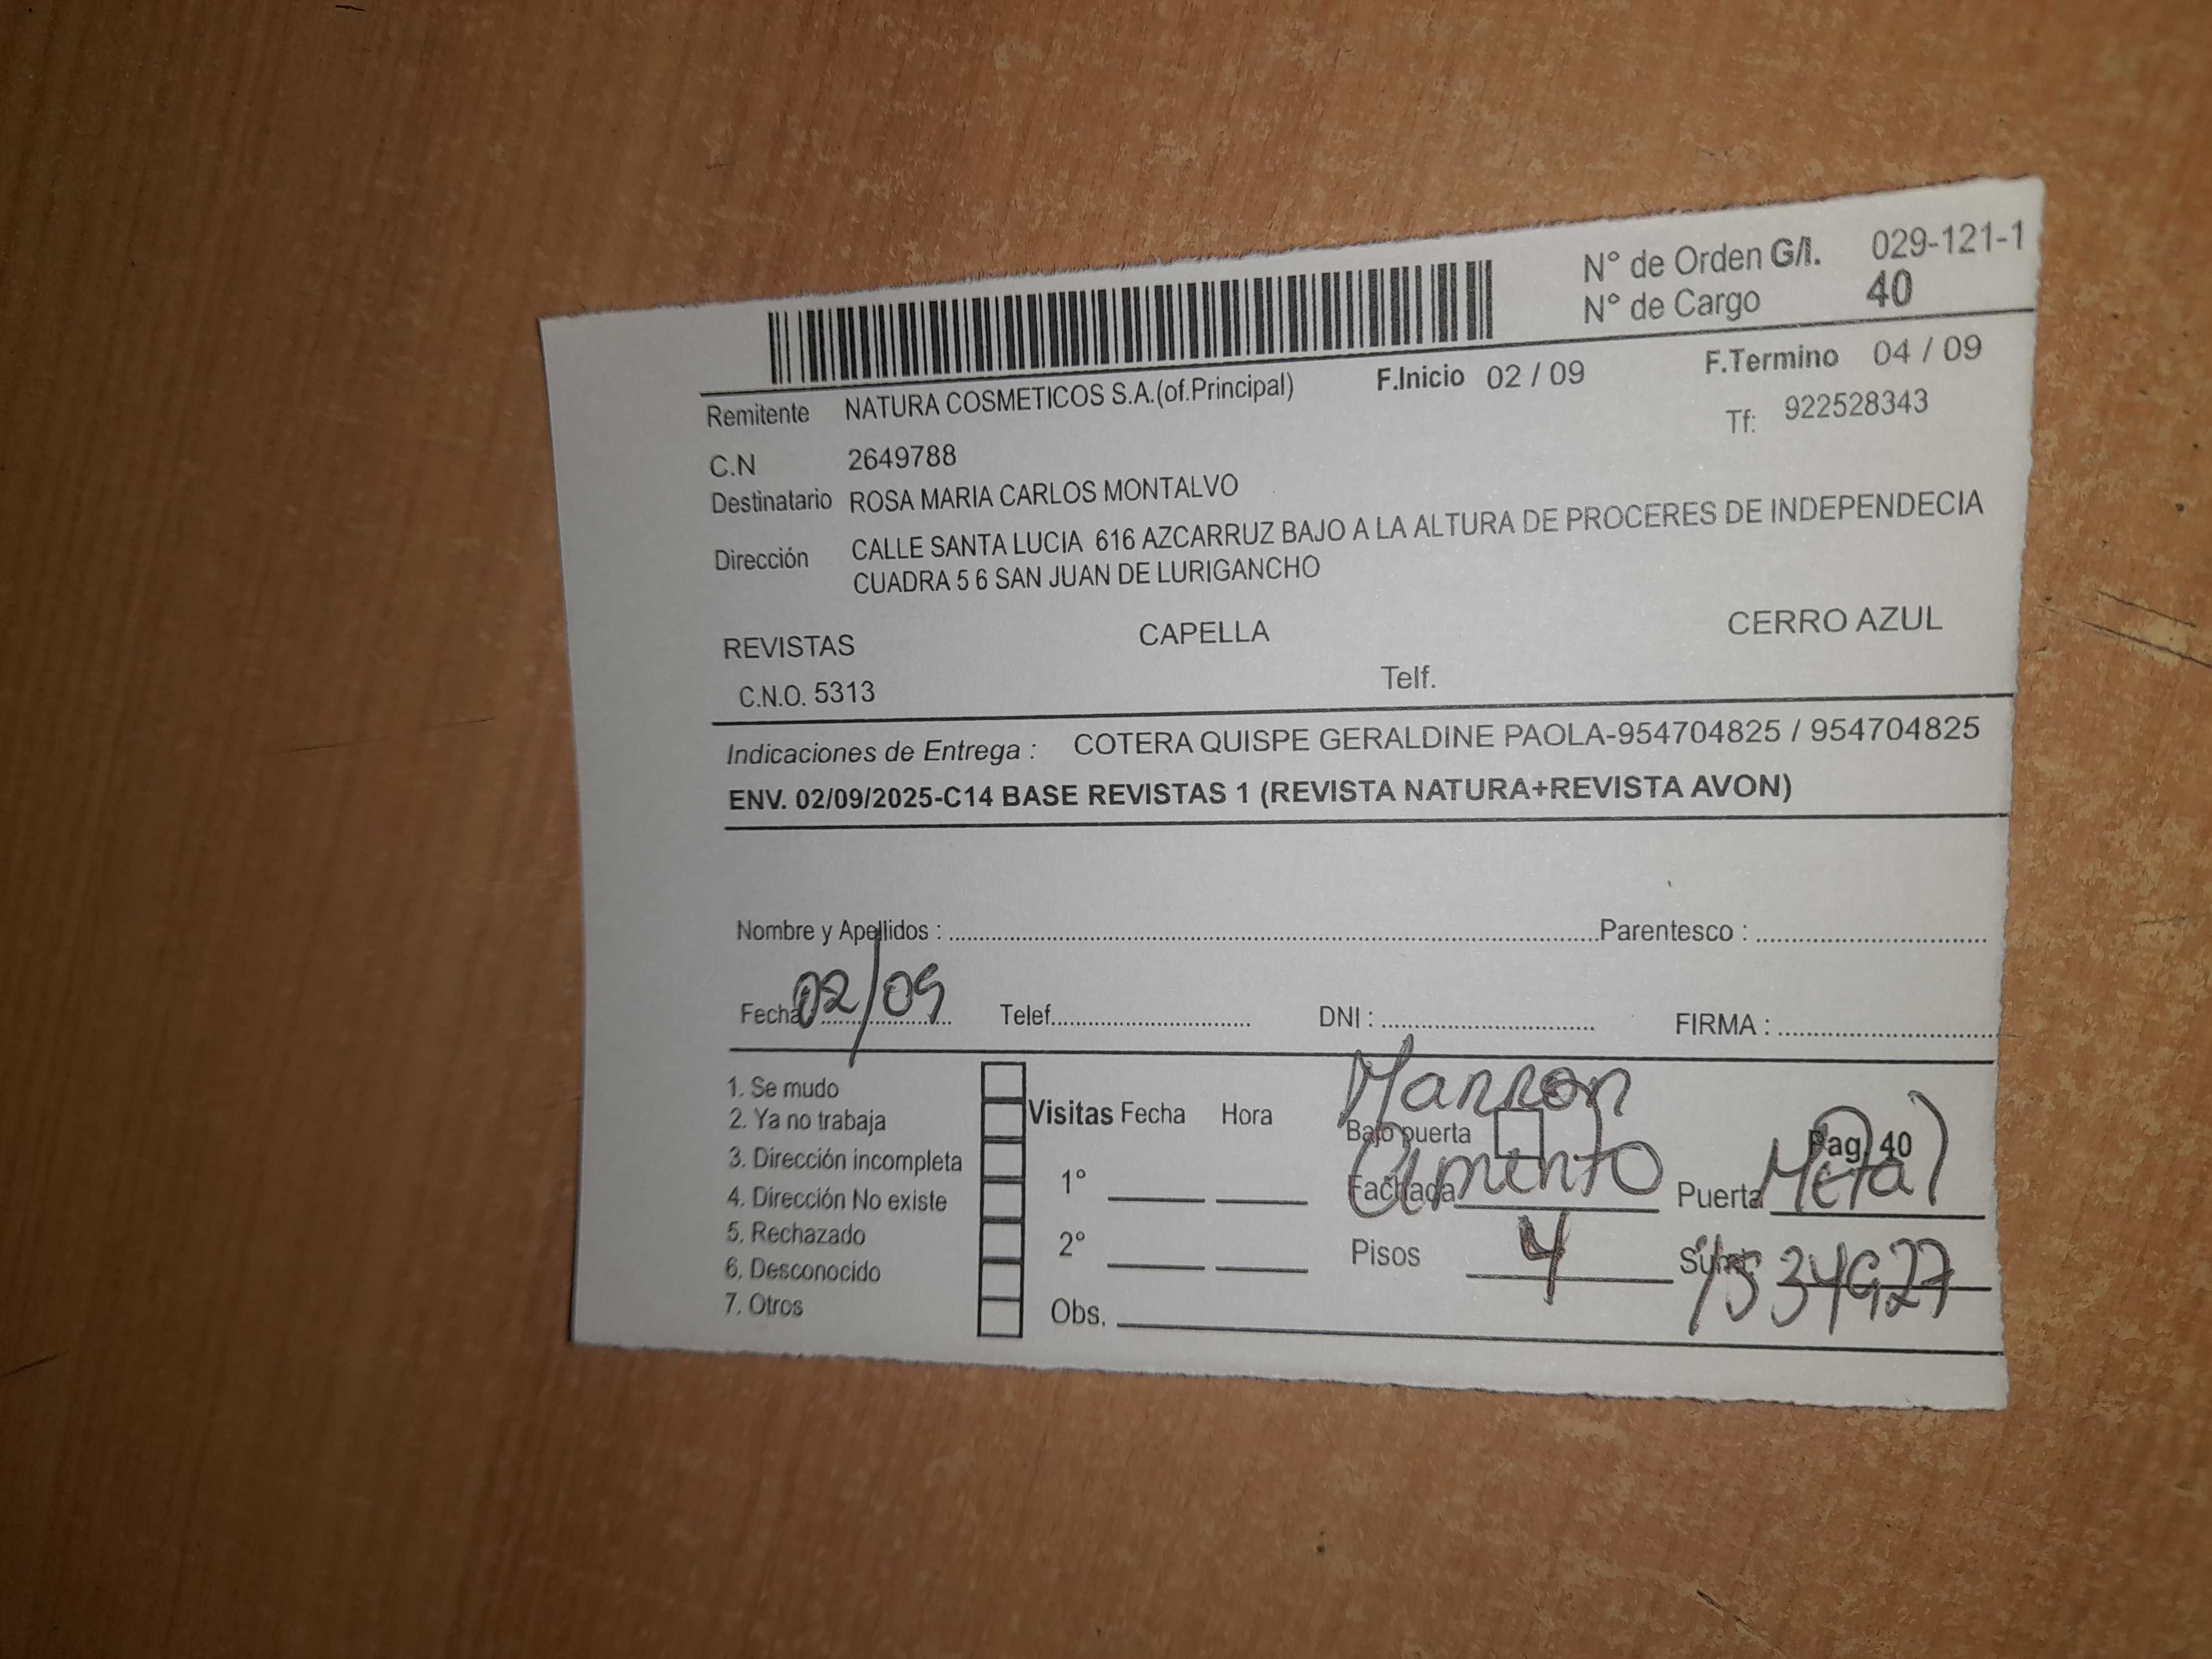 N° de Orden G/I. 029-121-1
N° de Cargo 40
Remitente NATURA COSMETICOS S.A.(of.Principal) F.Inicio 02 / 09 F.Termino 04 / 09
C.N 2649788 Tf: 922528343
Destinatario ROSA MARIA CARLOS MONTALVO
Dirección CALLE SANTA LUCIA 616 AZCARRUZ BAJO A LA ALTURA DE PROCERES DE INDEPENDECIA
CUADRA 5 6 SAN JUAN DE LURIGANCHO
REVISTAS CAPELLA CERRO AZUL
C.N.O. 5313 Telf.
Indicaciones de Entrega : COTERA QUISPE GERALDINE PAOLA-954704825 / 954704825
ENV. 02/09/2025-C14 BASE REVISTAS 1 (REVISTA NATURA+REVISTA AVON)
Nombre y Apellidos : Parentesco :
Fecha 02/09 Telef. DNI : FIRMA :
1. Se mudo
2. Ya no trabaja
3. Dirección incompleta
4. Dirección No existe
5. Rechazado
6. Desconocido
7. Otros
Visitas Fecha Hora
1°
2°
Obs.
Marron
Bajo puerta Pag. 40
Fachada Cemento Puerta Metal
Pisos 4